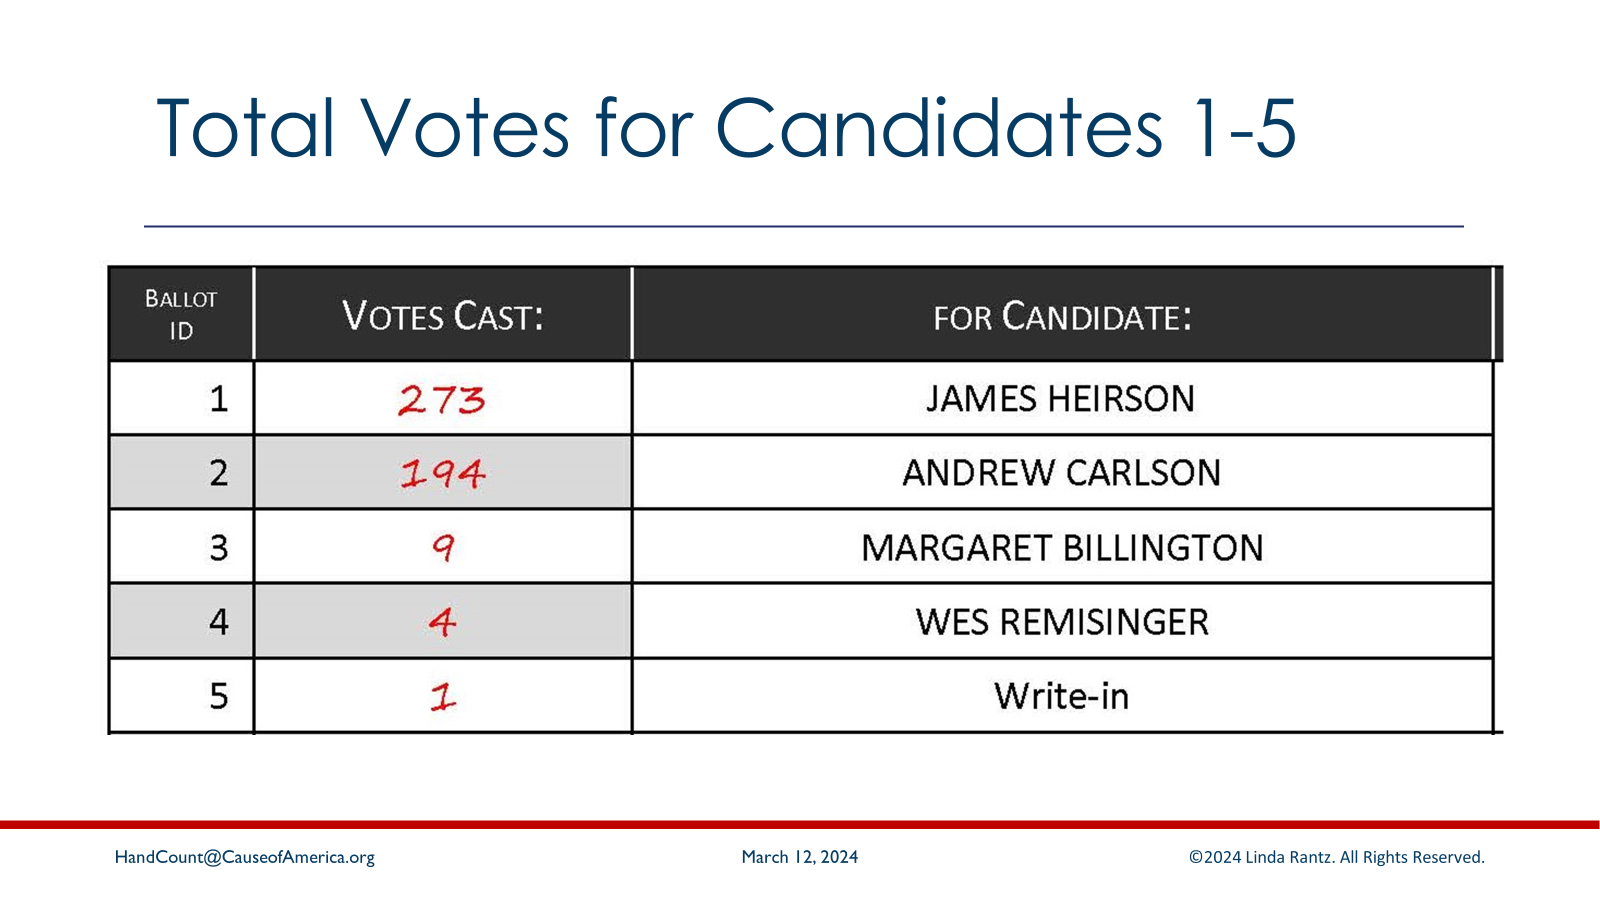 Total Votes for Candidates 1-5
BALLOT
ID
VOTES CAST:
FOR CANDIDATE:
1 273 JAMES HEIRSON
2 194 ANDREW CARLSON
3 9 MARGARET BILLINGTON
4 4 WES REMISINGER
5 1 Write-in
HandCount@CauseofAmerica.org March 12, 2024 ©2024 Linda Rantz. All Rights Reserved.